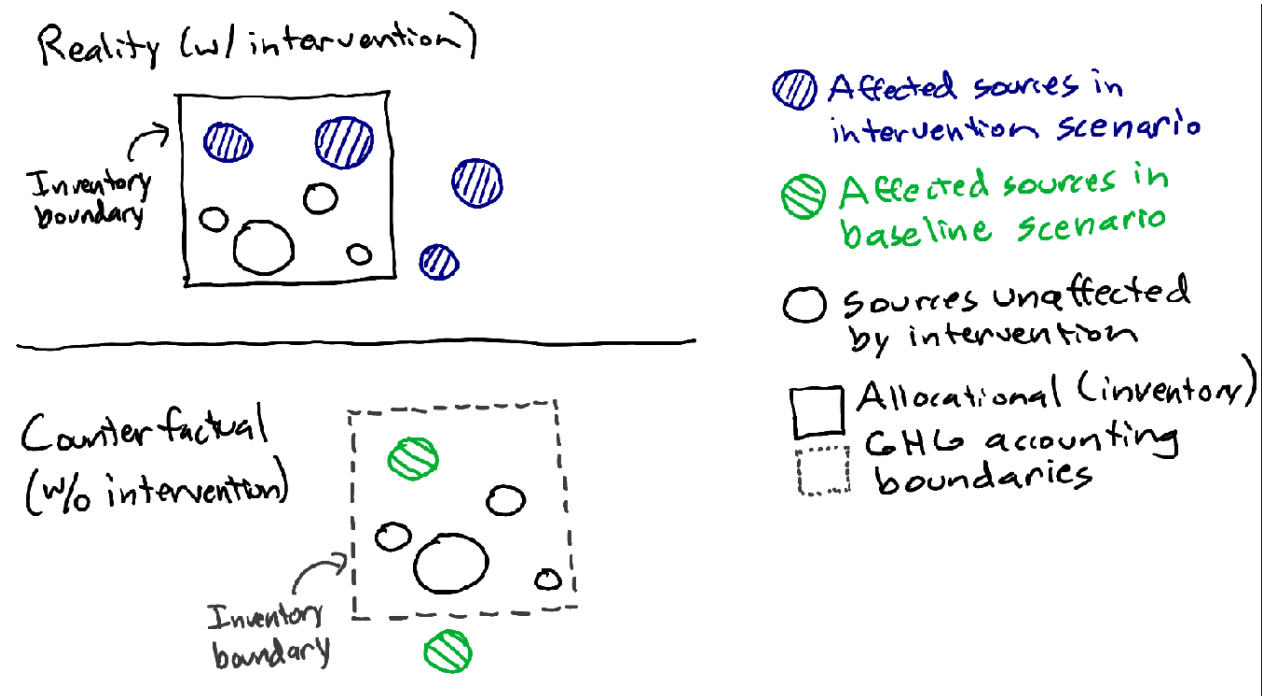 Reality (w/ intervention)
Inventory
boundary
Affected sources in
intervention scenario
Affected sources in
baseline scenario
Sources unaffected
by intervention
Allocational (inventory)
GHG accounting
boundaries
Counterfactual
(w/o intervention)
Inventory
boundary